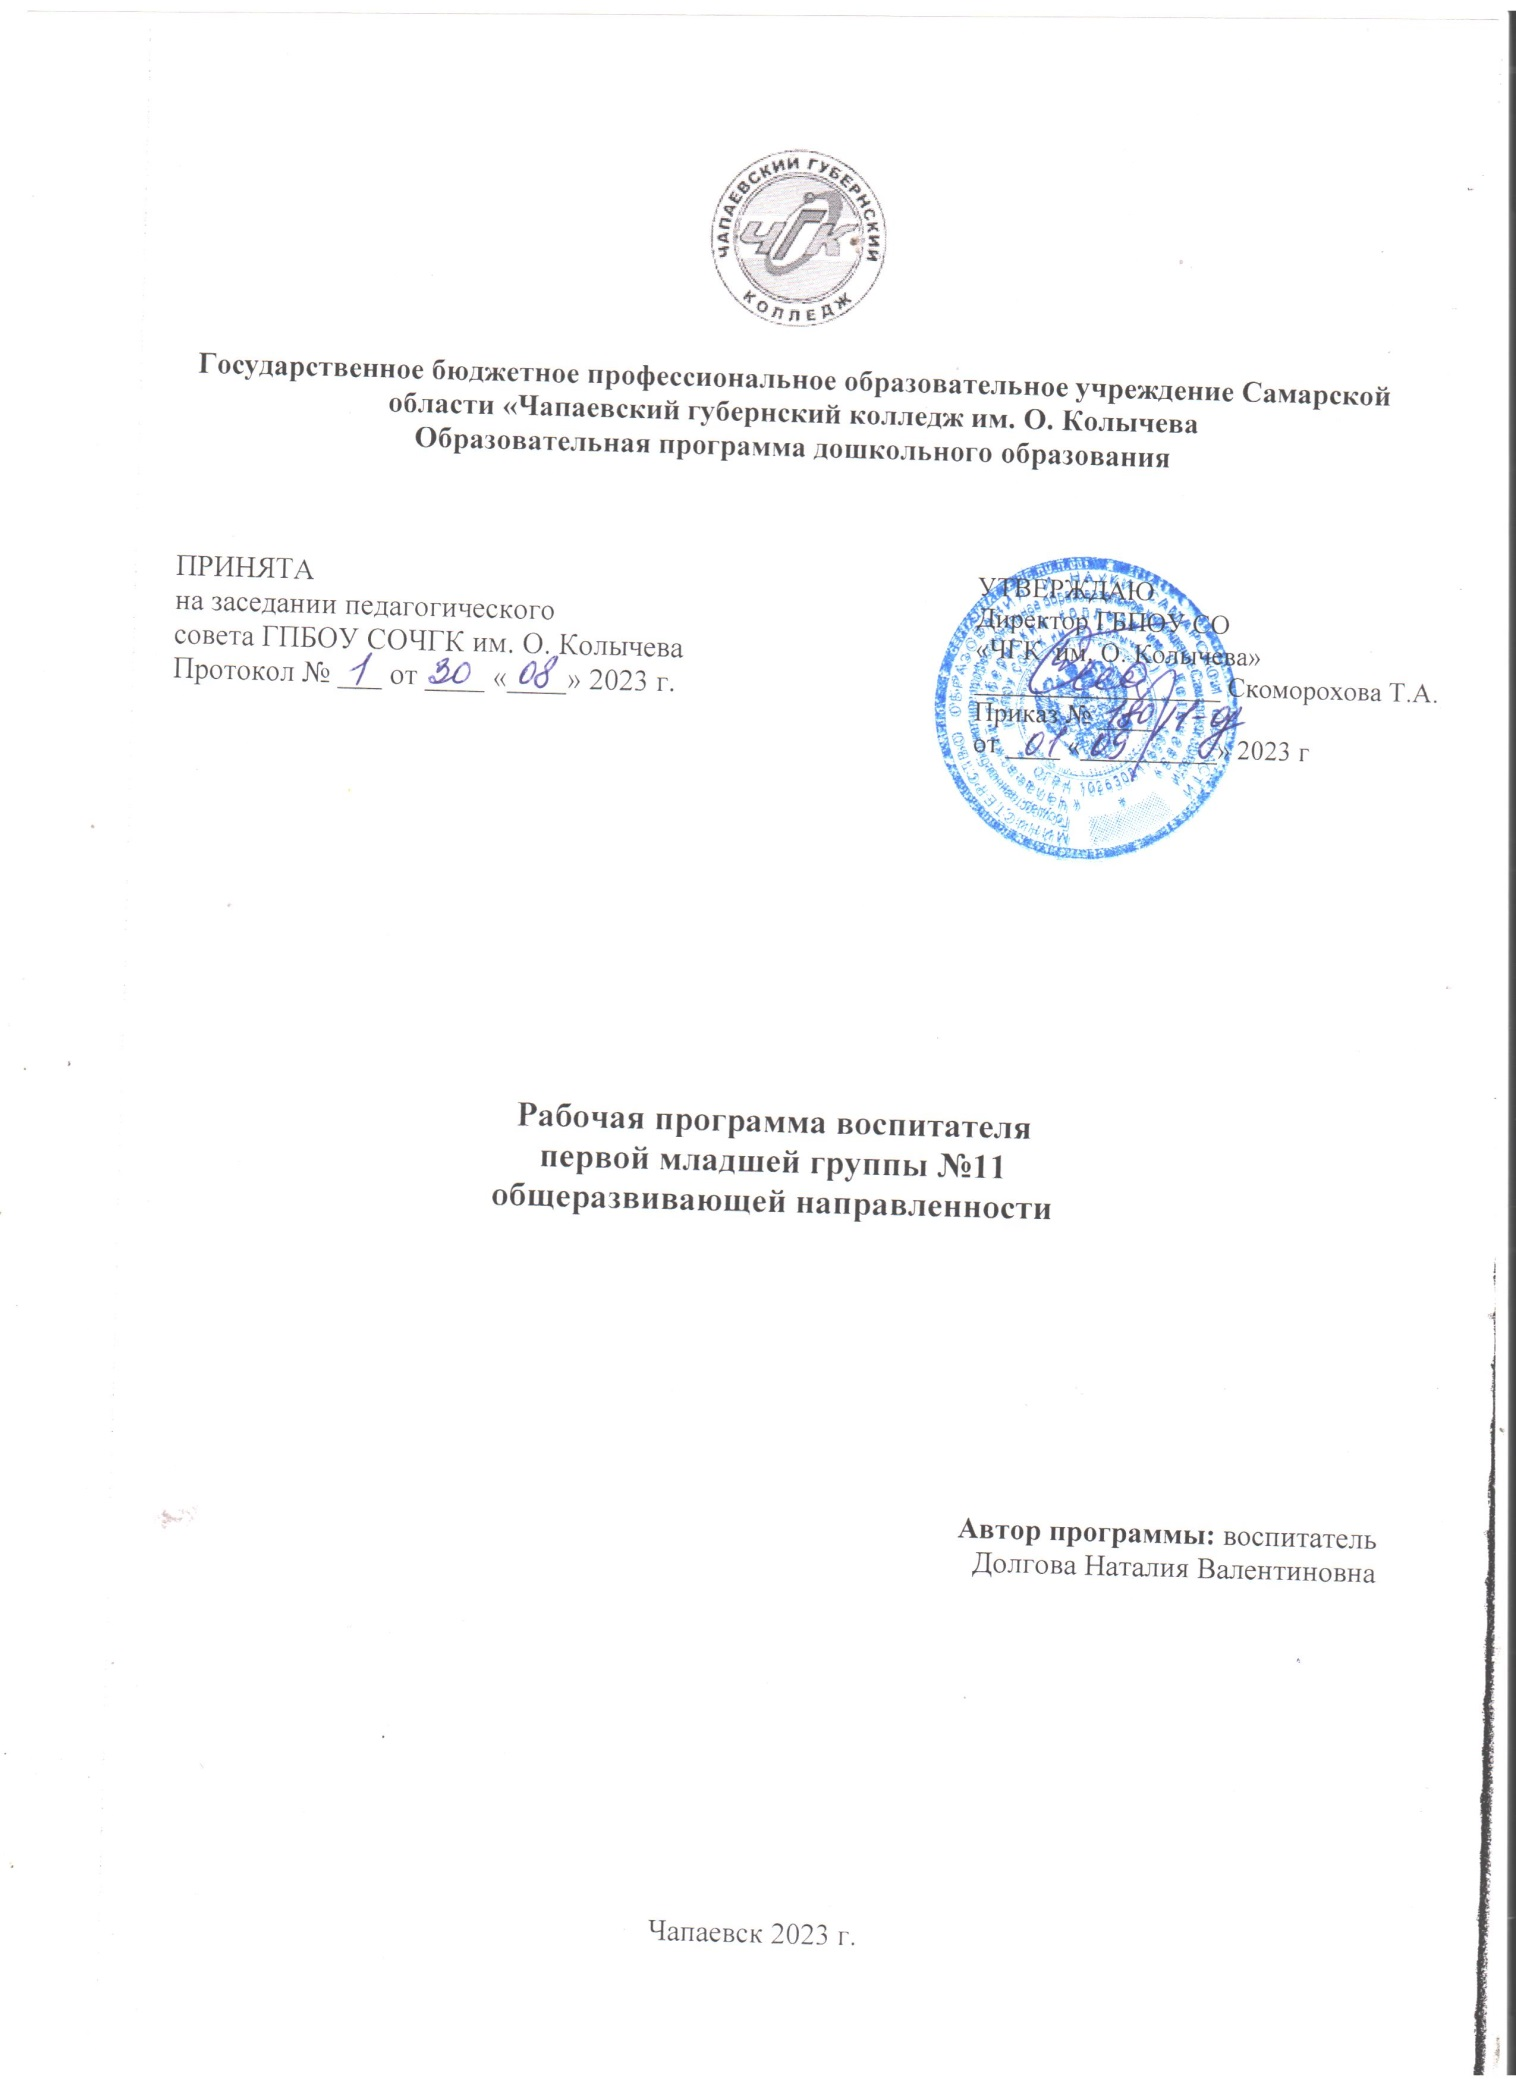 ЧАПАЕВСКИЙ ГУБЕРНСКИЙ
ЧГК
КОЛЛЕДЖ
Государственное бюджетное профессиональное образовательное учреждение Самарской
области «Чапаевский губернский колледж им. О. Колычева
Образовательная программа дошкольного образования
ПРИНЯТА
на заседании педагогического
совета ГПБОУ СОЧГК им. О. Колычева
Протокол № 1 от 30 «08» 2023 г.
УТВЕРЖДАЮ
Директор ГБПОУ СО
«ЧГК им. О. Колычева»
Скоморохова Т.А.
Приказ №
от 01 «09» 2023 г
Рабочая программа воспитателя
первой младшей группы №11
общеразвивающей направленности
Автор программы: воспитатель
Долгова Наталия Валентиновна
Чапаевск 2023 г.